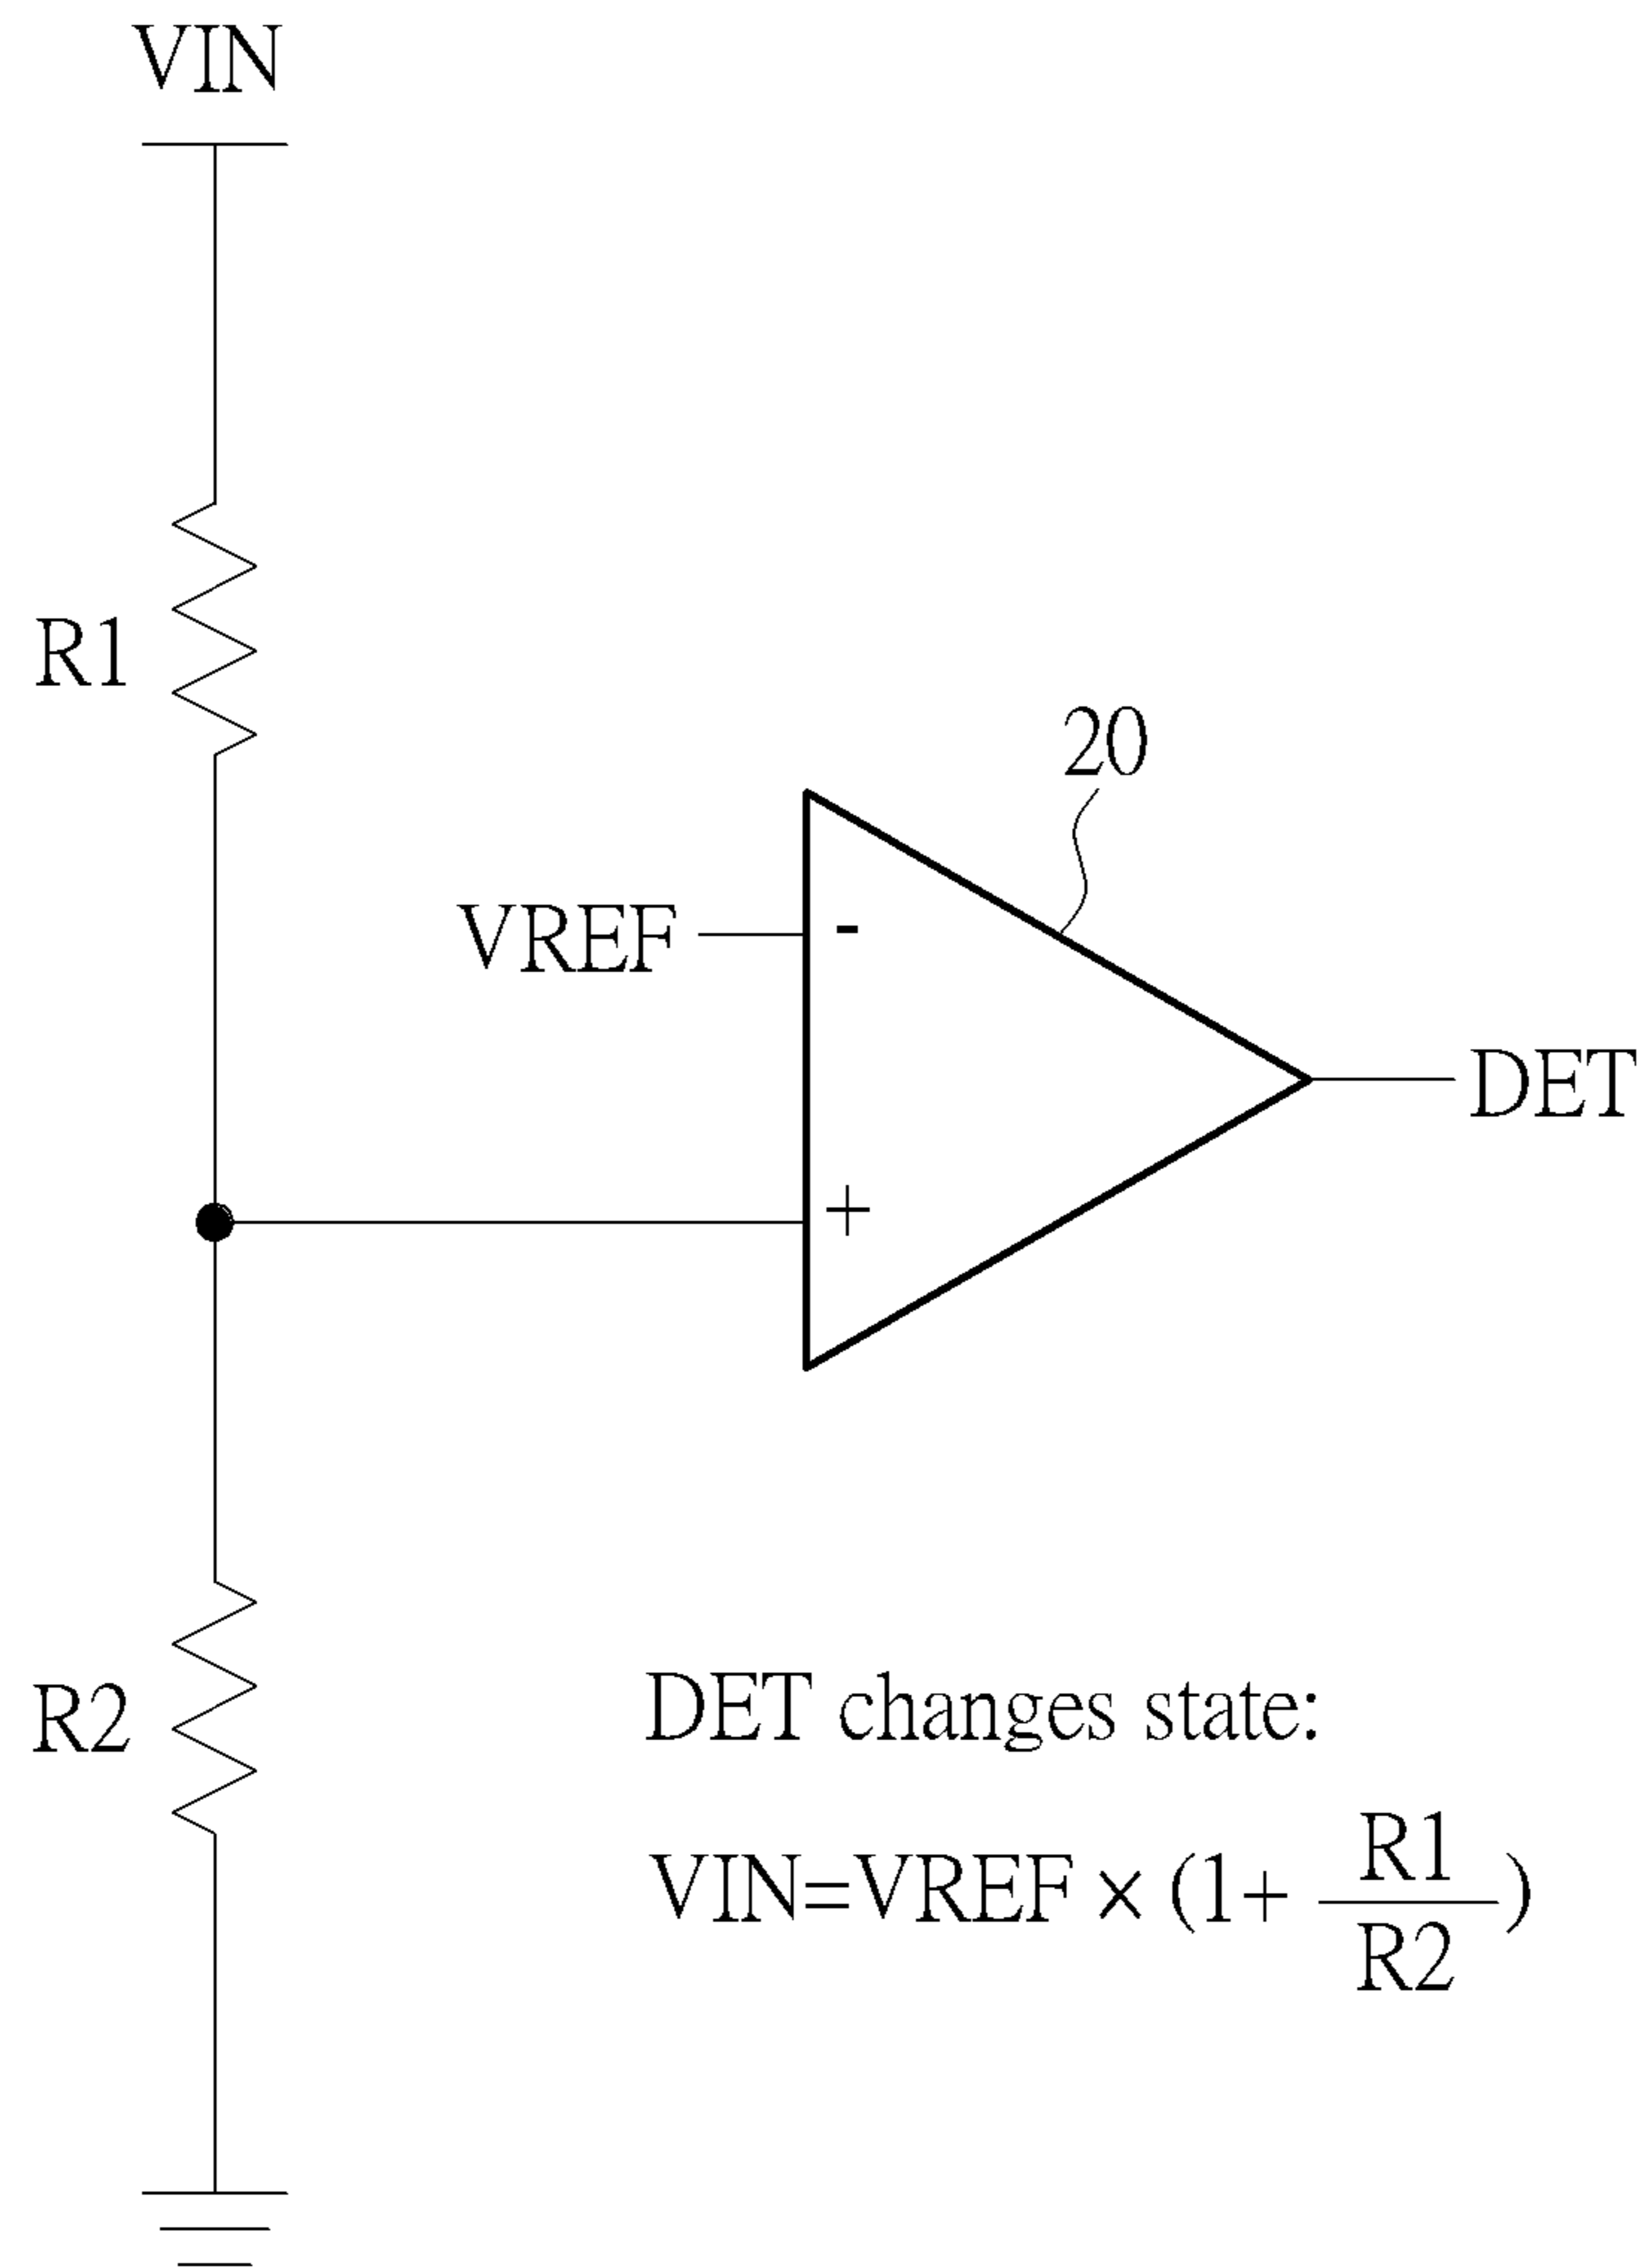 VIN
R1
20
VREF
-
DET
+
R2
DET changes state:
VIN=VREF×(1+ R1/R2)